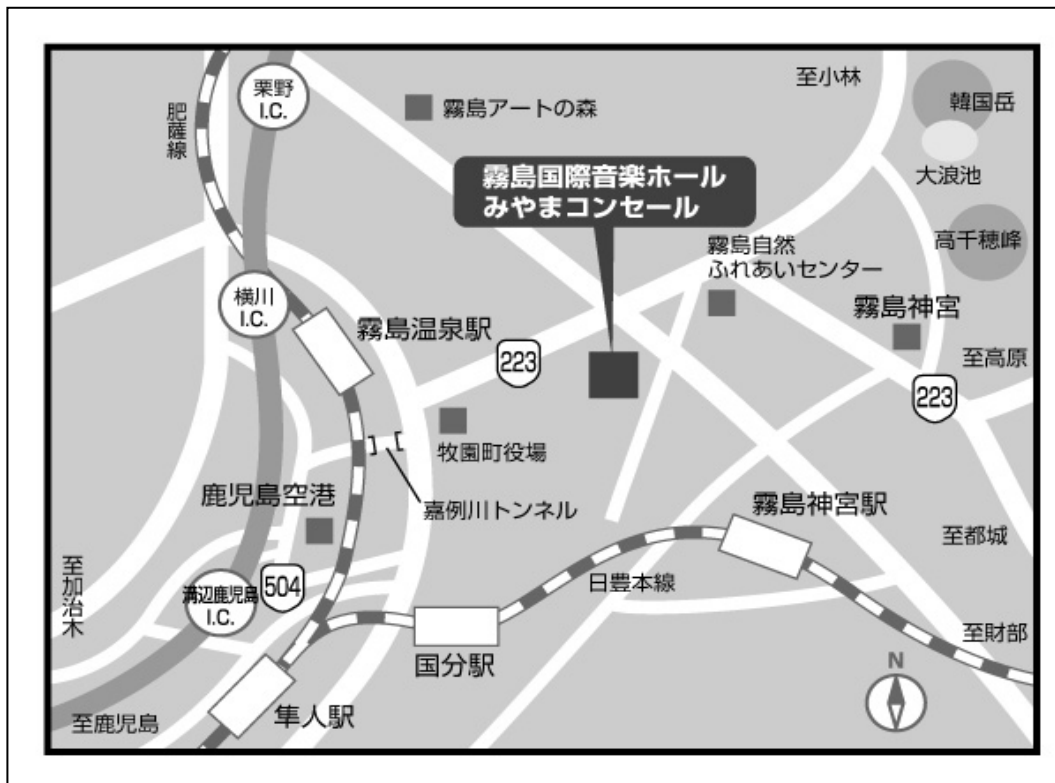 栗野
I.C.
肥薩線
霧島アートの森
至小林
韓国岳
大浪池
霧島国際音楽ホール
みやまコンセール
霧島自然
ふれあいセンター
高千穂峰
横川
I.C.
霧島温泉駅
223
霧島神宮
至高原
223
牧園町役場
鹿児島空港
嘉例川トンネル
霧島神宮駅
至都城
至加治木
溝辺鹿児島
I.C.
504
日豊本線
国分駅
至財部
N
隼人駅
至鹿児島